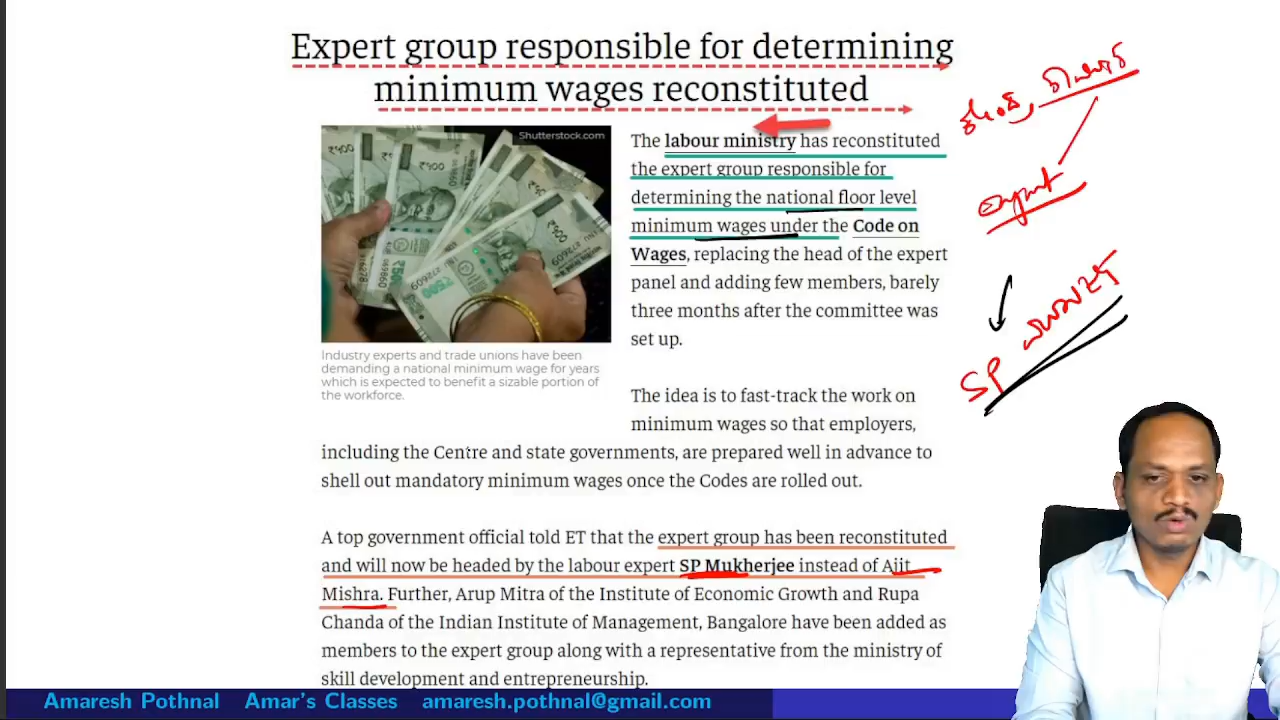 Expert group responsible for determining
minimum wages reconstituted
Shutterstock.com
The labour ministry has reconstituted
the expert group responsible for
determining the national floor level
minimum wages under the Code on
Wages, replacing the head of the expert
panel and adding few members, barely
three months after the committee was
set up.
Industry experts and trade unions have been
demanding a national minimum wage for years
which is expected to benefit a sizable portion of
the workforce.
The idea is to fast-track the work on
minimum wages so that employers,
including the Centre and state governments, are prepared well in advance to
shell out mandatory minimum wages once the Codes are rolled out.
A top government official told ET that the expert group has been reconstituted
and will now be headed by the labour expert SP Mukherjee instead of Ajit
Mishra. Further, Arup Mitra of the Institute of Economic Growth and Rupa
Chanda of the Indian Institute of Management, Bangalore have been added as
members to the expert group along with a representative from the ministry of
skill development and entrepreneurship.
SP
Amaresh Pothnal Amar's Classes amaresh.pothnal@gmail.com